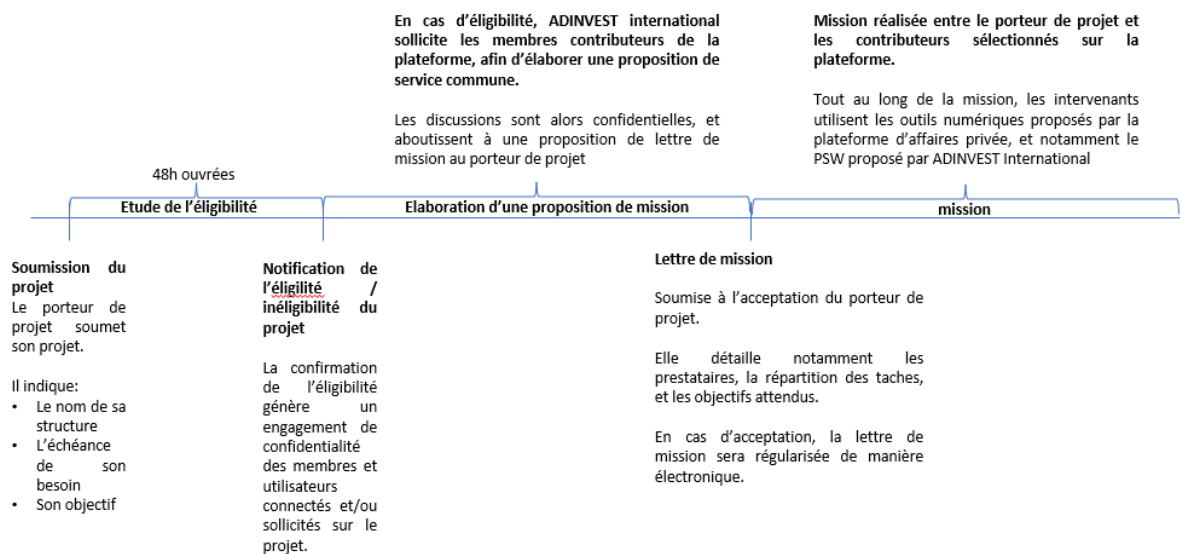 En cas d'éligibilité, ADINVEST international
sollicite les membres contributeurs de la
plateforme, afin d'élaborer une proposition de
service commune.
Les discussions sont alors confidentielles, et
aboutissent à une proposition de lettre de
mission au porteur de projet
Mission réalisée entre le porteur de projet et
les contributeurs sélectionnés sur la
plateforme.
Tout au long de la mission, les intervenants
utilisent les outils numériques proposés par la
plateforme d'affaires privée, et notamment le
PSW proposé par ADINVEST International
48h ouvrées
Etude de l'éligibilité
Elaboration d'une proposition de mission
mission
Soumission du
projet
Le porteur de
projet soumet
son projet.
Il indique:
• Le nom de sa
structure
• L'échéance
de son
besoin
• Son objectif
Notification de
l'éligilité /
inéligibilité du
projet
La confirmation
de l'éligibilité
génère un
engagement de
confidentialité
des membres et
utilisateurs
connectés et/ou
sollicités sur le
projet.
Lettre de mission
Soumise à l'acceptation du porteur de
projet.
Elle détaille notamment les
prestataires, la répartition des taches,
et les objectifs attendus.
En cas d'acceptation, la lettre de
mission sera régularisée de manière
électronique.